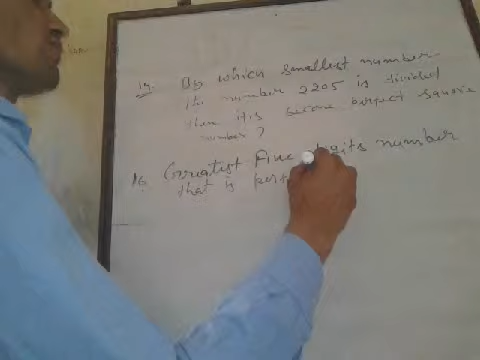 15. By which smallest number
the number 2205 is divided
then it is become perfect square
number ?
16. Greatest Five digits number
that is per